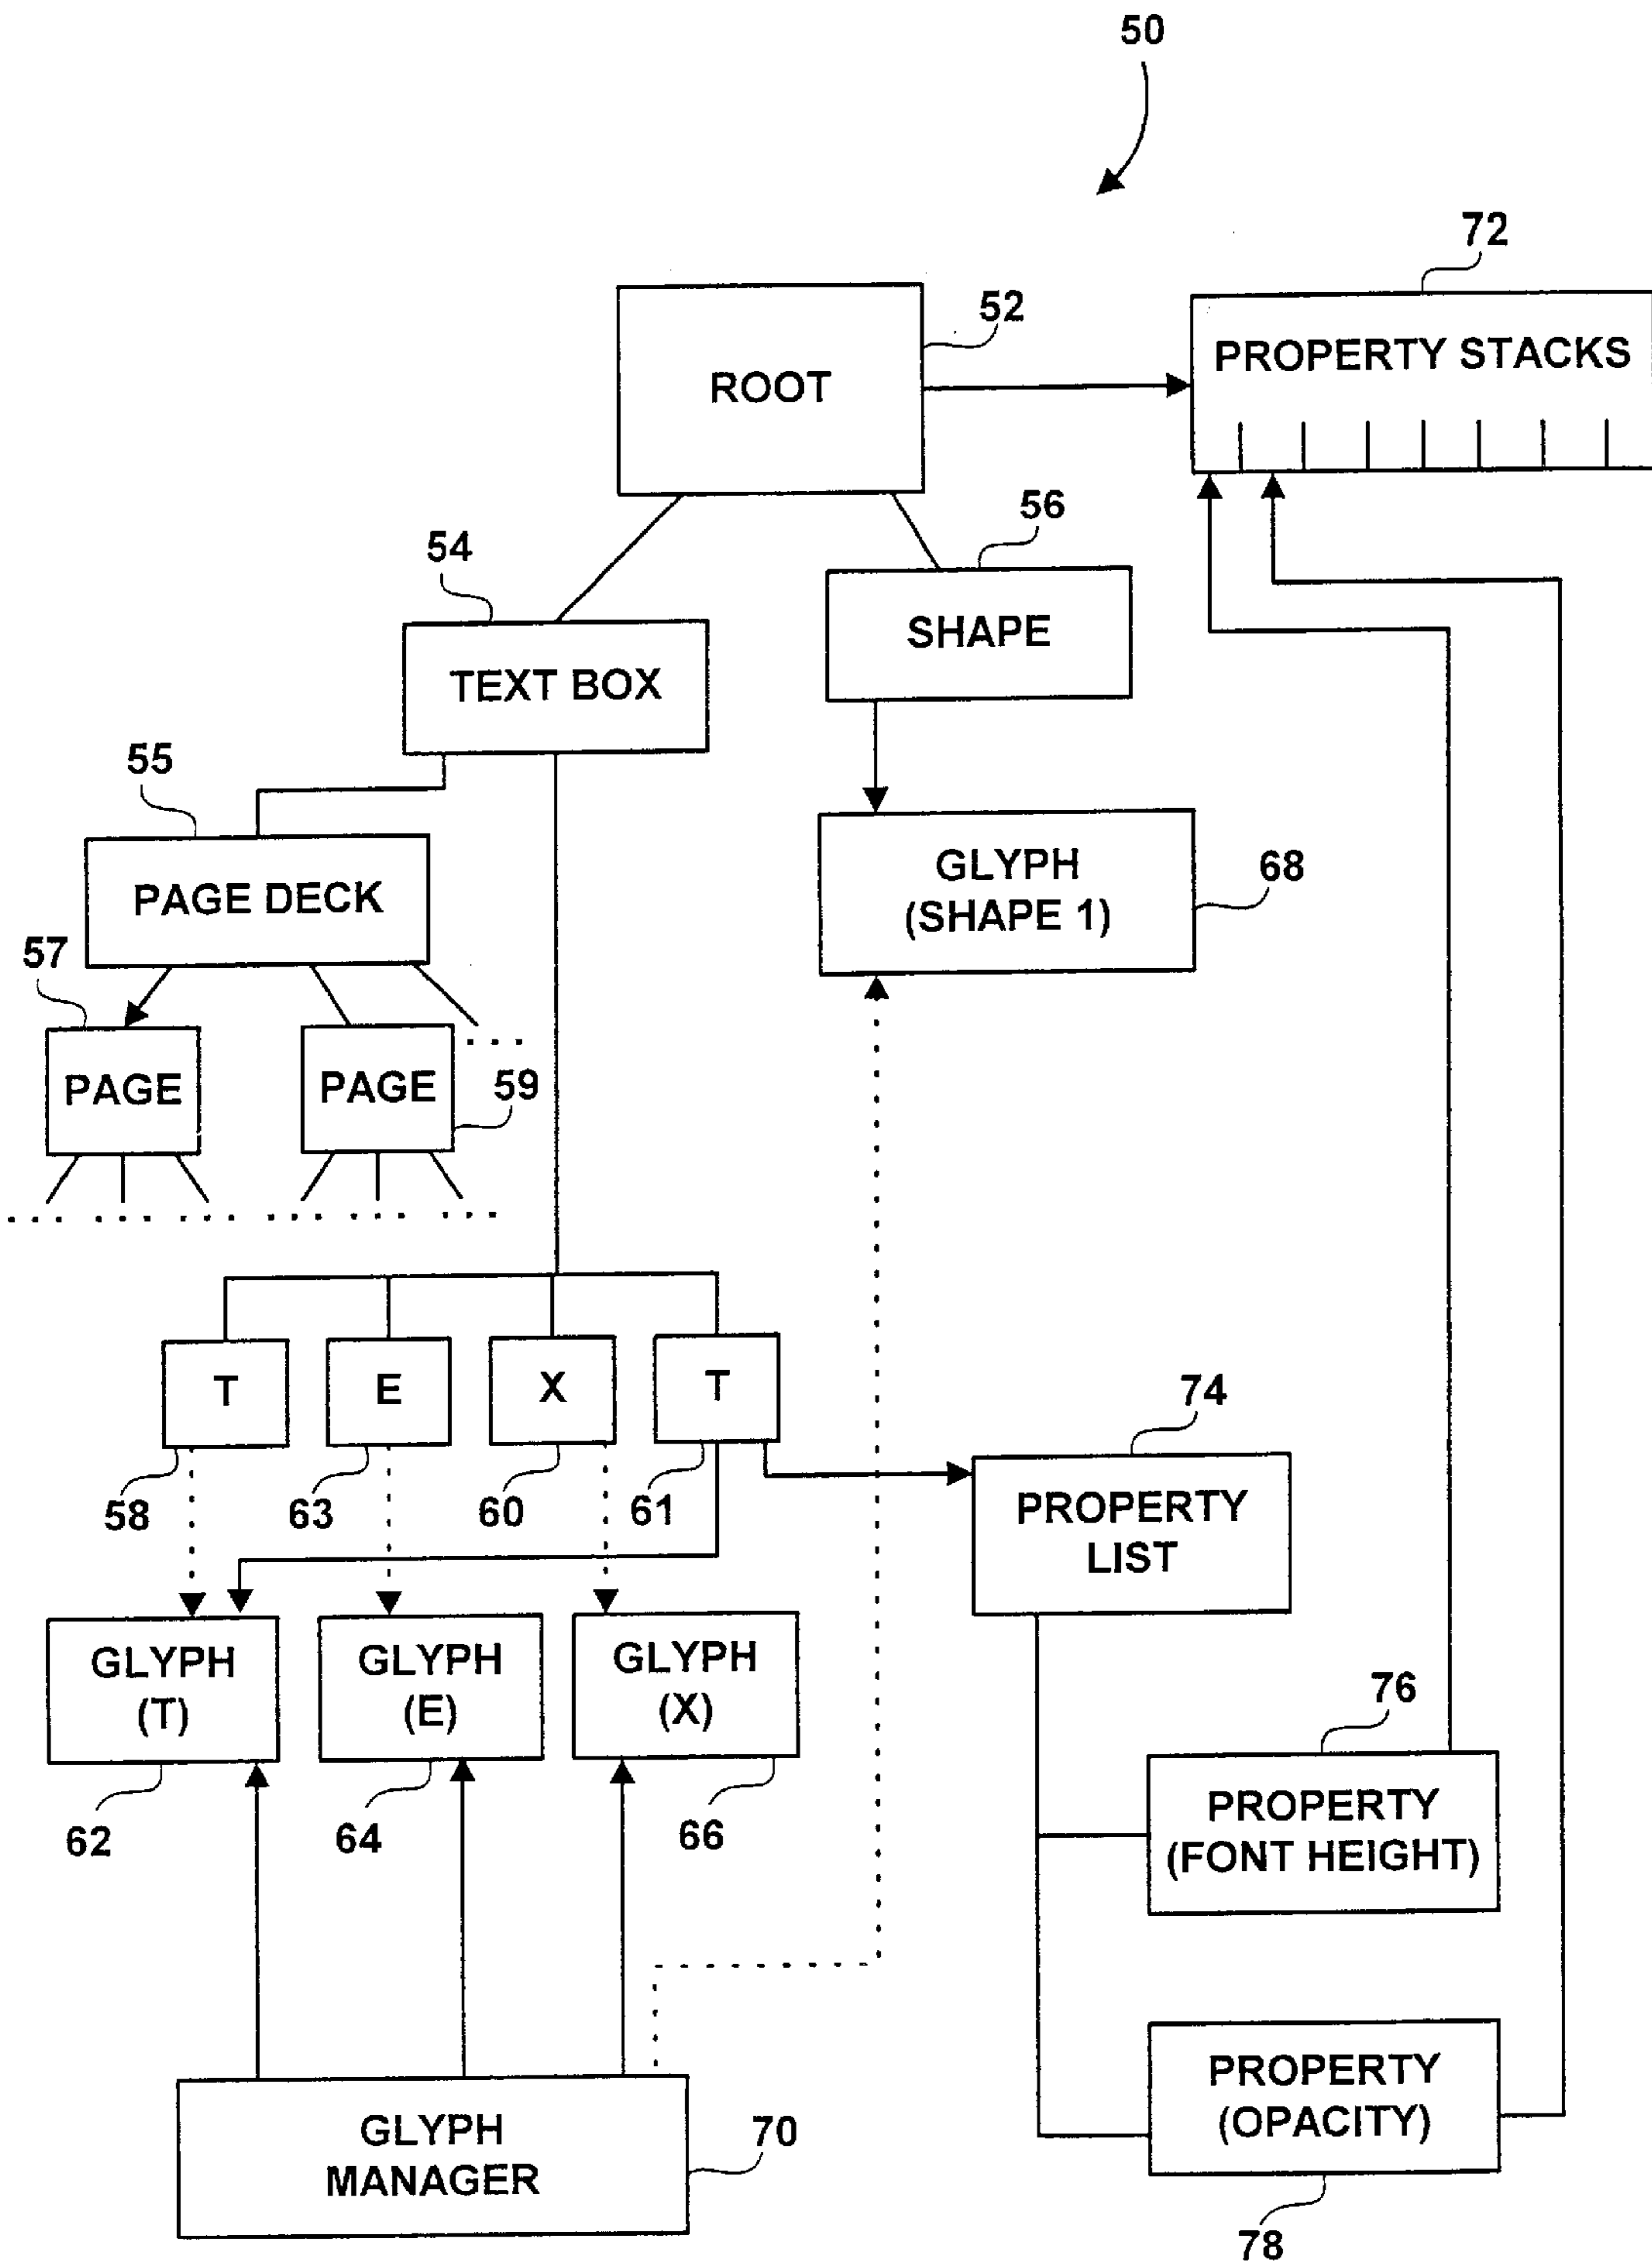 50
72
52
PROPERTY STACKS
ROOT
56
54
SHAPE
TEXT BOX
55
GLYPH
(SHAPE 1)
68
PAGE DECK
57
PAGE
PAGE
59
T
E
X
T
74
58
63
60
61
PROPERTY
LIST
GLYPH
(T)
GLYPH
(E)
GLYPH
(X)
76
62
64
66
PROPERTY
(FONT HEIGHT)
PROPERTY
(OPACITY)
GLYPH
MANAGER
70
78